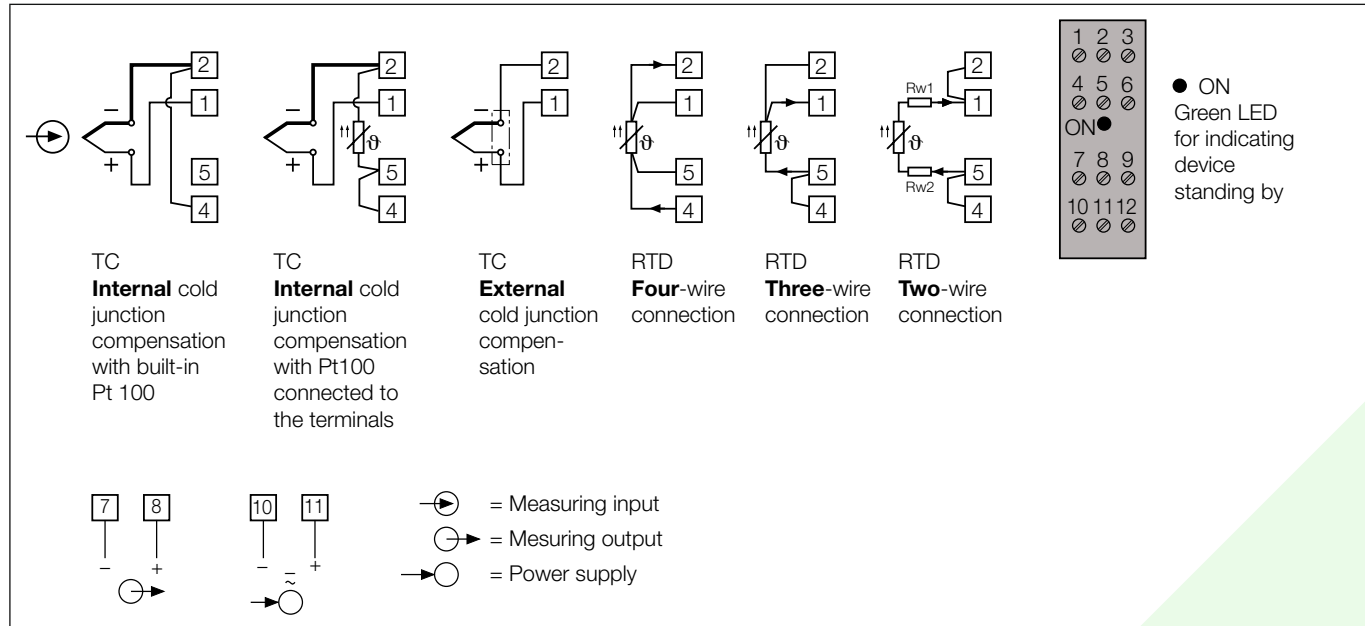 2
1
5
4
− +
TC
Internal cold
junction
compensation
with built-in
Pt 100
2
1
5
4
− +
ϑ
TC
Internal cold
junction
compensation
with Pt100
connected to
the terminals
2
1
− +
TC
External
cold junction
compen-
sation
2
1
5
4
ϑ
RTD
Four-wire
connection
2
1
5
4
ϑ
RTD
Three-wire
connection
2
1
5
4
Rw1
ϑ
Rw2
RTD
Two-wire
connection
1 2 3
4 5 6
ON
7 8 9
10 11 12
ON
Green LED
for indicating
device
standing by
7 8
− +
10 11
− ≂ +
= Measuring input
= Mesuring output
= Power supply